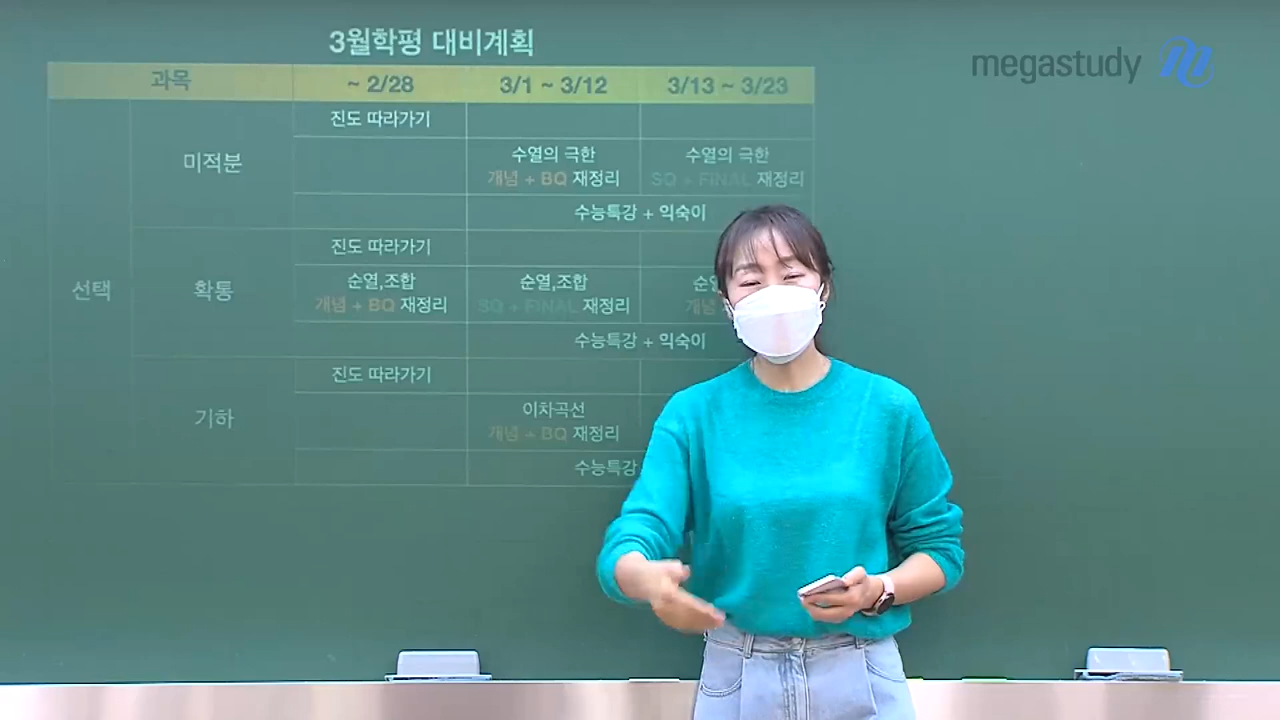 3월학평 대비계획
megastudy
과목 ~ 2/28 3/1 ~ 3/12 3/13 ~ 3/23
진도 따라가기
미적분
수열의 극한 수열의 극한
개념 + BQ 재정리 SQ + FINAL 재정리
수능특강 + 익숙이
진도 따라가기
선택 확통
순열,조합 순열,조합
개념 + BQ 재정리 SQ + FINAL 재정리 개념
수능특강 + 익숙이
진도 따라가기
기하
이차곡선
개념 + BQ 재정리
수능특강